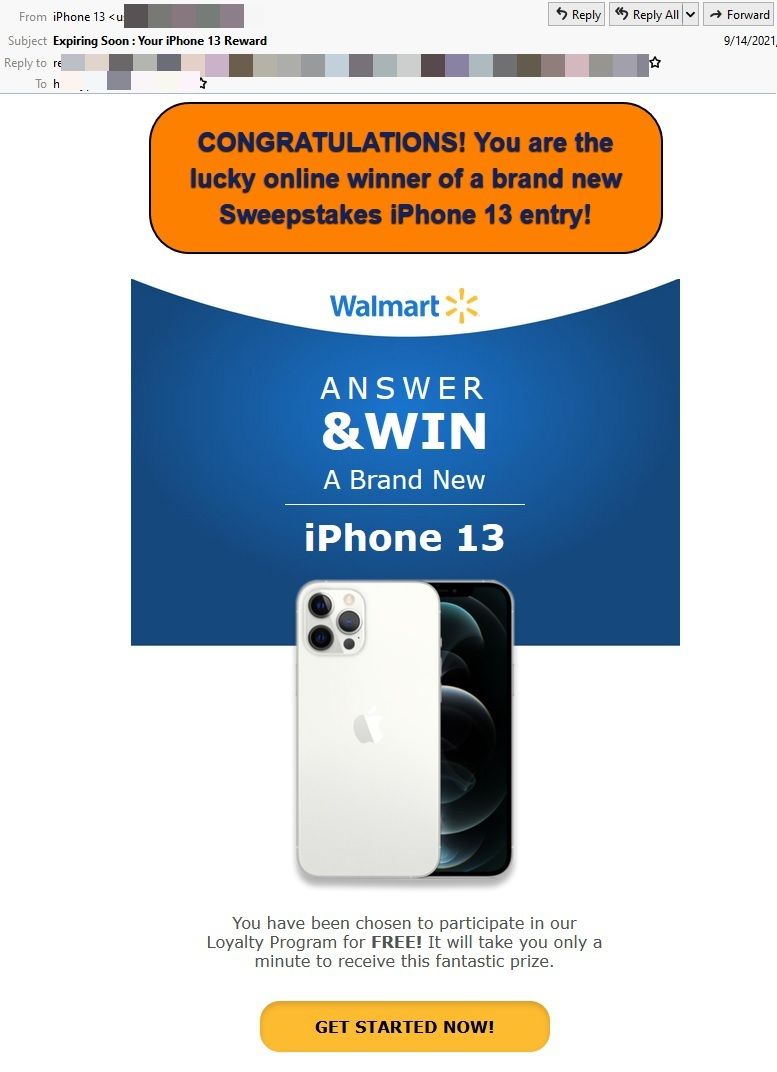 From iPhone 13 <u
Reply
Reply All
Forward
Subject Expiring Soon : Your iPhone 13 Reward
9/14/2021,
Reply to re
To h
CONGRATULATIONS! You are the
lucky online winner of a brand new
Sweepstakes iPhone 13 entry!
Walmart
ANSWER
&WIN
A Brand New
iPhone 13
You have been chosen to participate in our
Loyalty Program for FREE! It will take you only a
minute to receive this fantastic prize.
GET STARTED NOW!